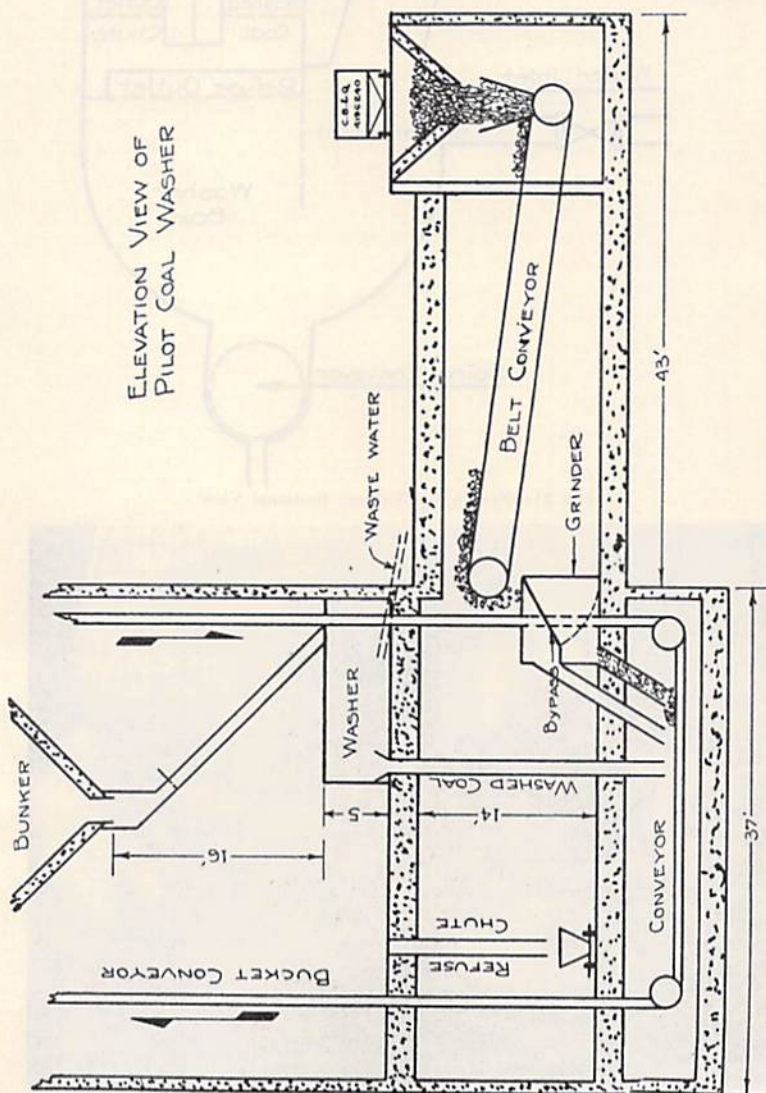 ELEVATION VIEW OF
PILOT COAL WASHER
C.B.&Q.
BUNKER
16'
WASHER
5'
WASTE WATER
BELT CONVEYOR
GRINDER
BYPASS
WASHED COAL
14'
REFUSE CHUTE
BUCKET CONVEYOR
CONVEYOR
37'
43'